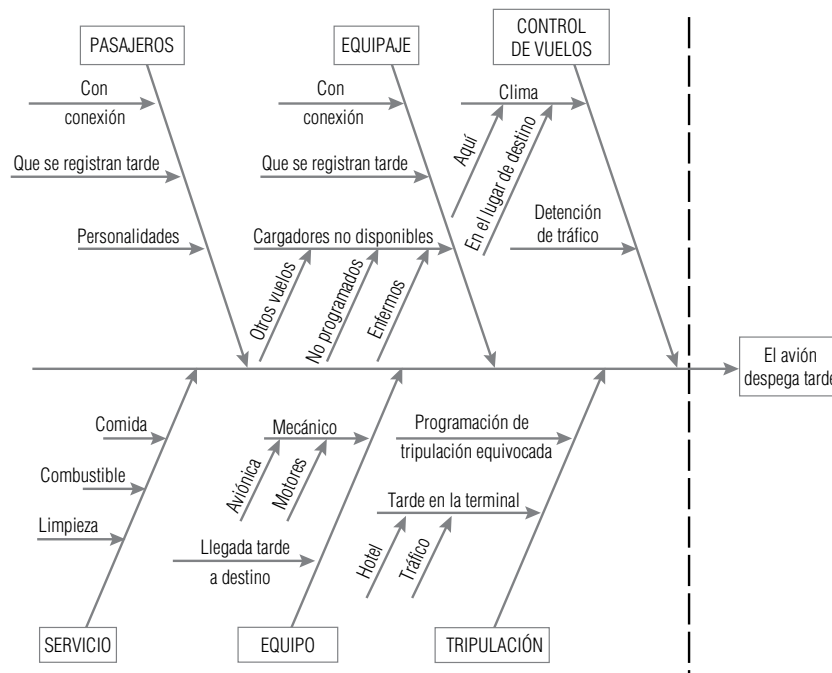 PASAJEROS
Con
conexión
Que se registran tarde
Personalidades
EQUIPAJE
Con
conexión
Que se registran tarde
Cargadores no disponibles
Otros vuelos
No programados
Enfermos
CONTROL
DE VUELOS
Clima
Aquí
En el lugar de destino
Detención
de tráfico
El avión
despega tarde
Comida
Combustible
Limpieza
SERVICIO
Mecánico
Aviónica
Motores
Llegada tarde
a destino
EQUIPO
Programación de
tripulación equivocada
Tarde en la terminal
Hotel
Tráfico
TRIPULACIÓN